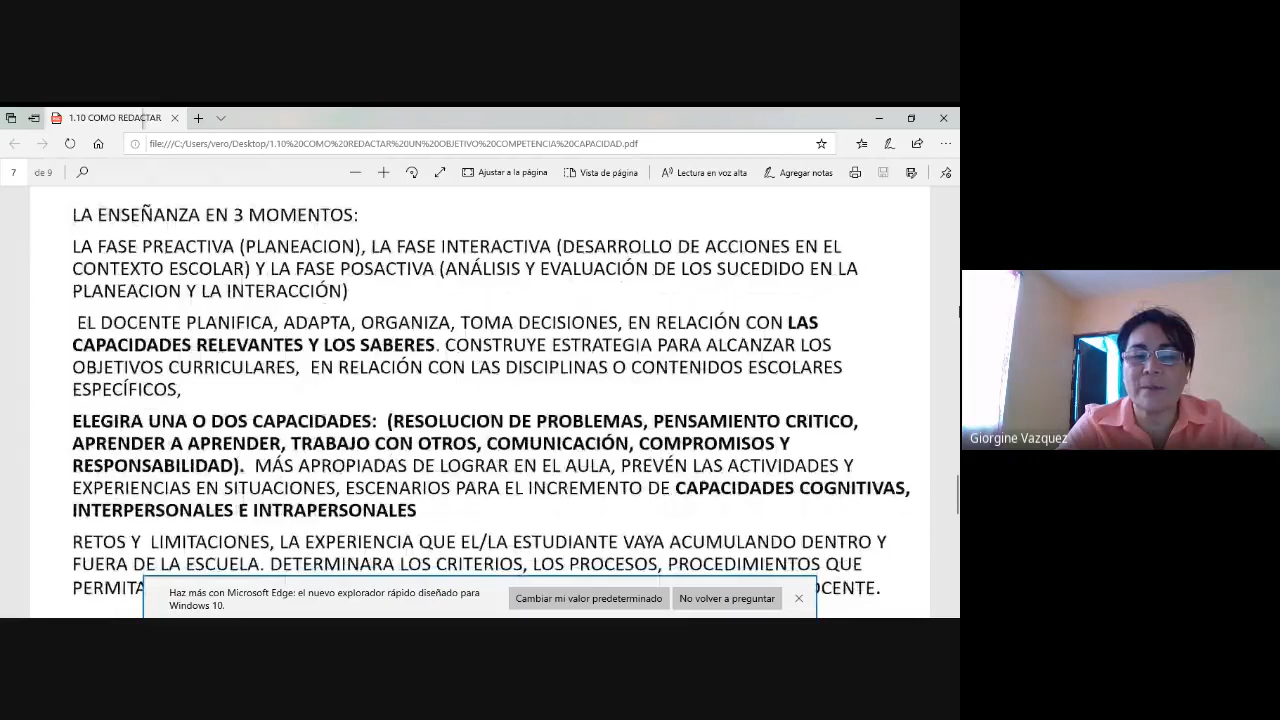 1.10 COMO REDACTAR
file:///C:/Users/vero/Desktop/1.10%20COMO%20REDACTAR%20UN%20OBJETIVO%20COMPETENCIA%20CAPACIDAD.pdf
7 de 9 Ajustar a la página Vista de página Lectura en voz alta Agregar notas
LA ENSEÑANZA EN 3 MOMENTOS:
LA FASE PREACTIVA (PLANEACION), LA FASE INTERACTIVA (DESARROLLO DE ACCIONES EN EL
CONTEXTO ESCOLAR) Y LA FASE POSACTIVA (ANÁLISIS Y EVALUACIÓN DE LOS SUCEDIDO EN LA
PLANEACION Y LA INTERACCIÓN)
EL DOCENTE PLANIFICA, ADAPTA, ORGANIZA, TOMA DECISIONES, EN RELACIÓN CON LAS
CAPACIDADES RELEVANTES Y LOS SABERES. CONSTRUYE ESTRATEGIA PARA ALCANZAR LOS
OBJETIVOS CURRICULARES, EN RELACIÓN CON LAS DISCIPLINAS O CONTENIDOS ESCOLARES
ESPECÍFICOS,
ELEGIRA UNA O DOS CAPACIDADES: (RESOLUCION DE PROBLEMAS, PENSAMIENTO CRITICO,
APRENDER A APRENDER, TRABAJO CON OTROS, COMUNICACIÓN, COMPROMISOS Y
RESPONSABILIDAD). MÁS APROPIADAS DE LOGRAR EN EL AULA, PREVÉN LAS ACTIVIDADES Y
EXPERIENCIAS EN SITUACIONES, ESCENARIOS PARA EL INCREMENTO DE CAPACIDADES COGNITIVAS,
INTERPERSONALES E INTRAPERSONALES
RETOS Y LIMITACIONES, LA EXPERIENCIA QUE EL/LA ESTUDIANTE VAYA ACUMULANDO DENTRO Y
FUERA DE LA ESCUELA. DETERMINARA LOS CRITERIOS, LOS PROCESOS, PROCEDIMIENTOS QUE
Haz más con Microsoft Edge: el nuevo explorador rápido diseñado para
Windows 10.
Cambiar mi valor predeterminado No volver a preguntar
Giorgine Vazquez